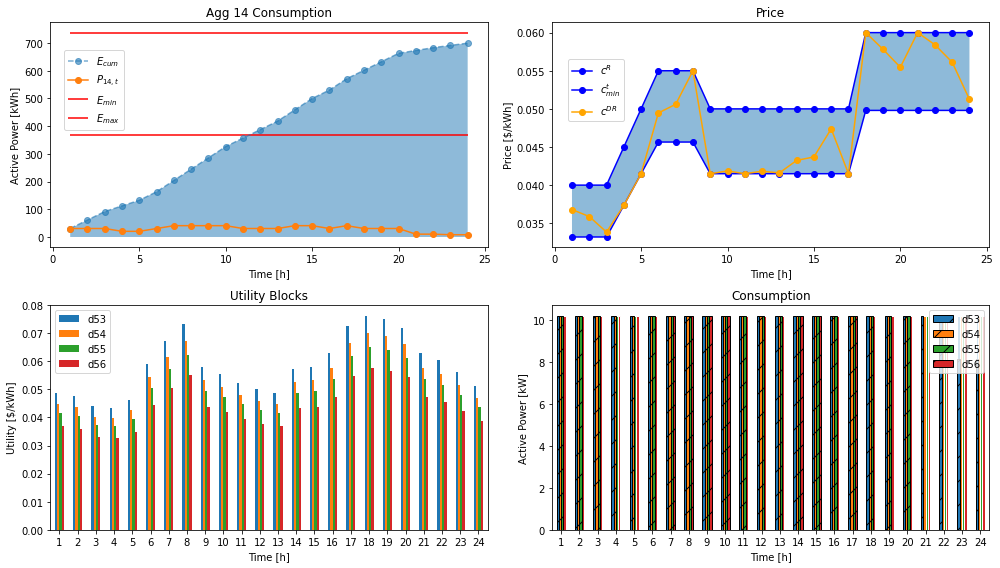 Agg 14 Consumption
Active Power [kWh]
700
600
500
400
300
200
100
0
E_cum
P_14, t
E_min
E_max
0 5 10 15 20 25
Time [h]
Price
Price [$/kWh]
0.060
0.055
0.050
0.045
0.040
0.035
c^R
c^t_min
c^DR
0 5 10 15 20 25
Time [h]
Utility Blocks
Utility [$/kWh]
0.08
0.07
0.06
0.05
0.04
0.03
0.02
0.01
0.00
d53
d54
d55
d56
1 2 3 4 5 6 7 8 9 10 11 12 13 14 15 16 17 18 19 20 21 22 23 24
Time [h]
Consumption
Active Power [kW]
10
8
6
4
2
0
d53
d54
d55
d56
1 2 3 4 5 6 7 8 9 10 11 12 13 14 15 16 17 18 19 20 21 22 23 24
Time [h]